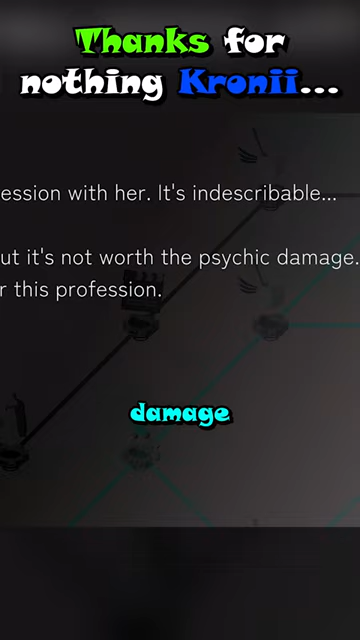 Thanks for
nothing Kronii...
ession with her. It's indescribable...
ut it's not worth the psychic damage.
r this profession.
damage